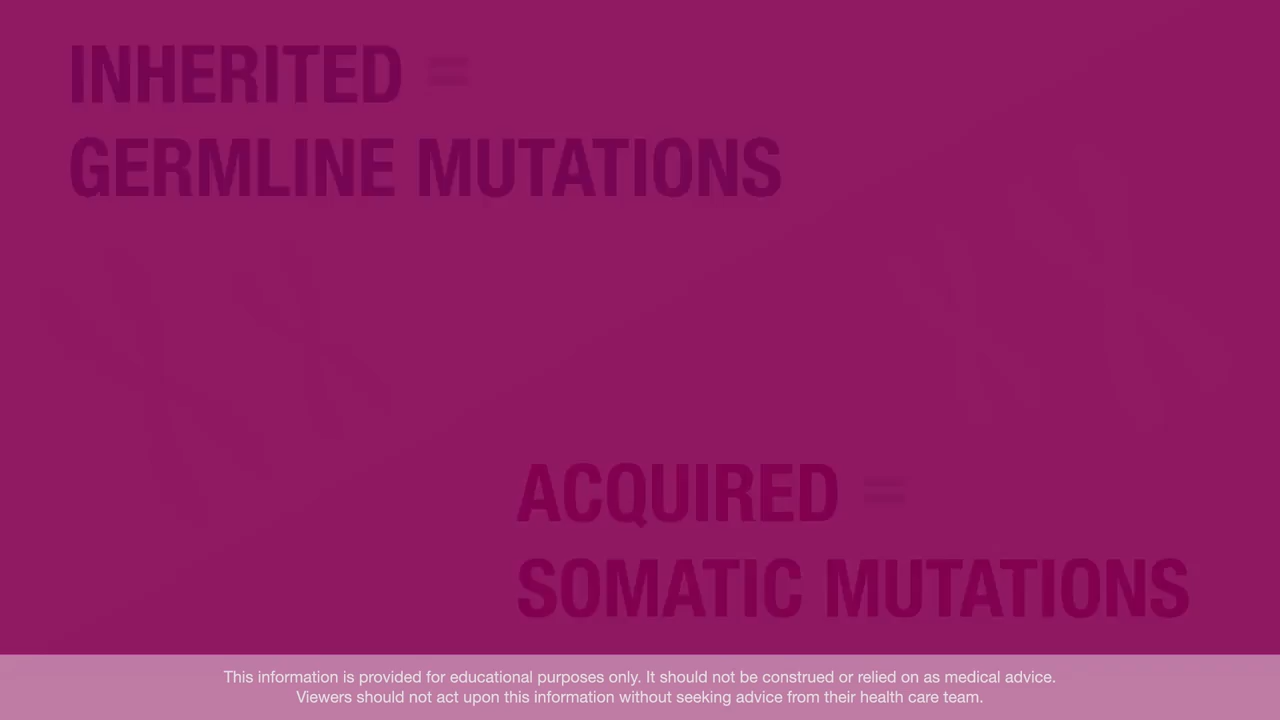 INHERITED =
GERMLINE MUTATIONS
ACQUIRED =
SOMATIC MUTATIONS
This information is provided for educational purposes only. It should not be construed or relied on as medical advice.
Viewers should not act upon this information without seeking advice from their health care team.